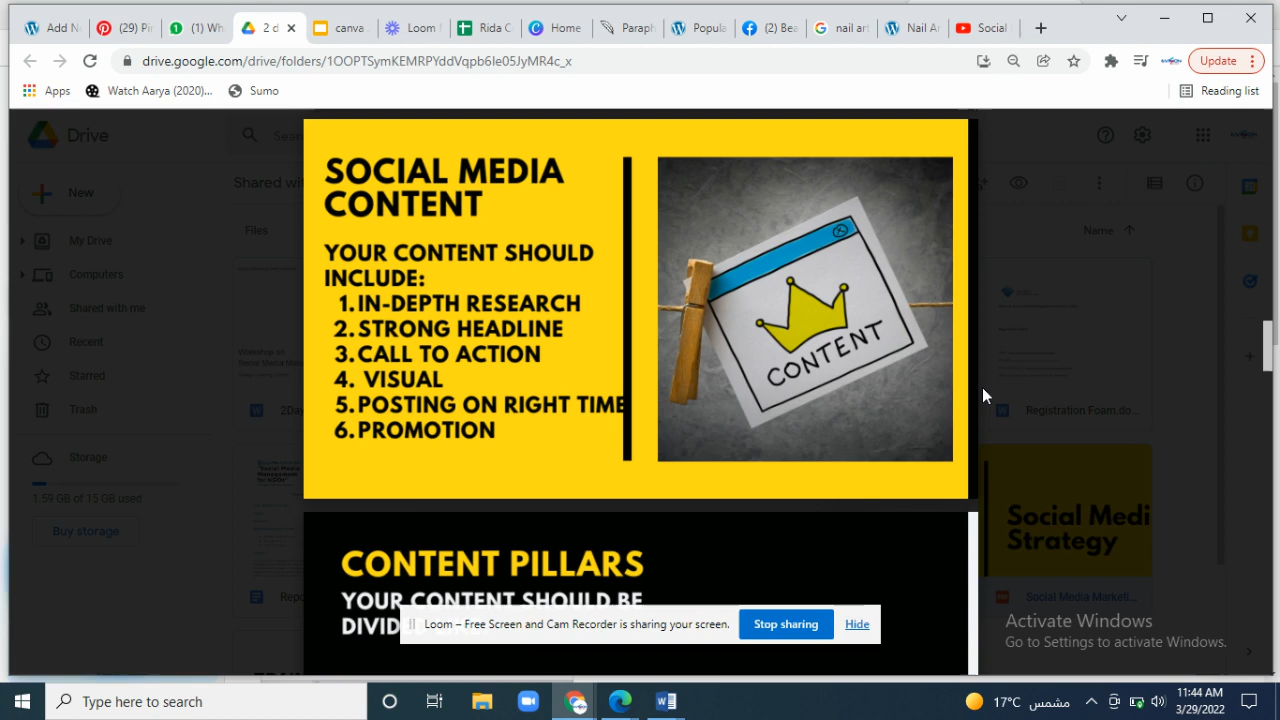 Add N
(29) Pi
(1) Wh
2 d
canva
Loom
Rida C
Home
Paraph
Popula
(2) Bea
nail art
Nail Ar
Social
drive.google.com/drive/folders/
Update
Apps
Watch Aarya (2020)...
Sumo
Reading list
Drive
Sear
New
Shared wit
My Drive
Computers
Shared with me
Recent
Starred
Trash
Storage
1.59 GB of 15 GB used
Buy storage
Files
Name
SOCIAL MEDIA
CONTENT
YOUR CONTENT SHOULD
INCLUDE:
1. IN-DEPTH RESEARCH
2. STRONG HEADLINE
3. CALL TO ACTION
4. VISUAL
5. POSTING ON RIGHT TIME
6. PROMOTION
CONTENT
CONTENT PILLARS
YOUR CONTENT SHOULD BE
2Day
Registration Foam.do...
Social Medi
Strategy
Social Media Marketi...
Loom – Free Screen and Cam Recorder is sharing your screen.
Stop sharing
Hide
Activate Windows
Go to Settings to activate Windows.
Type here to search
17°C مشمس
11:44 AM
3/29/2022